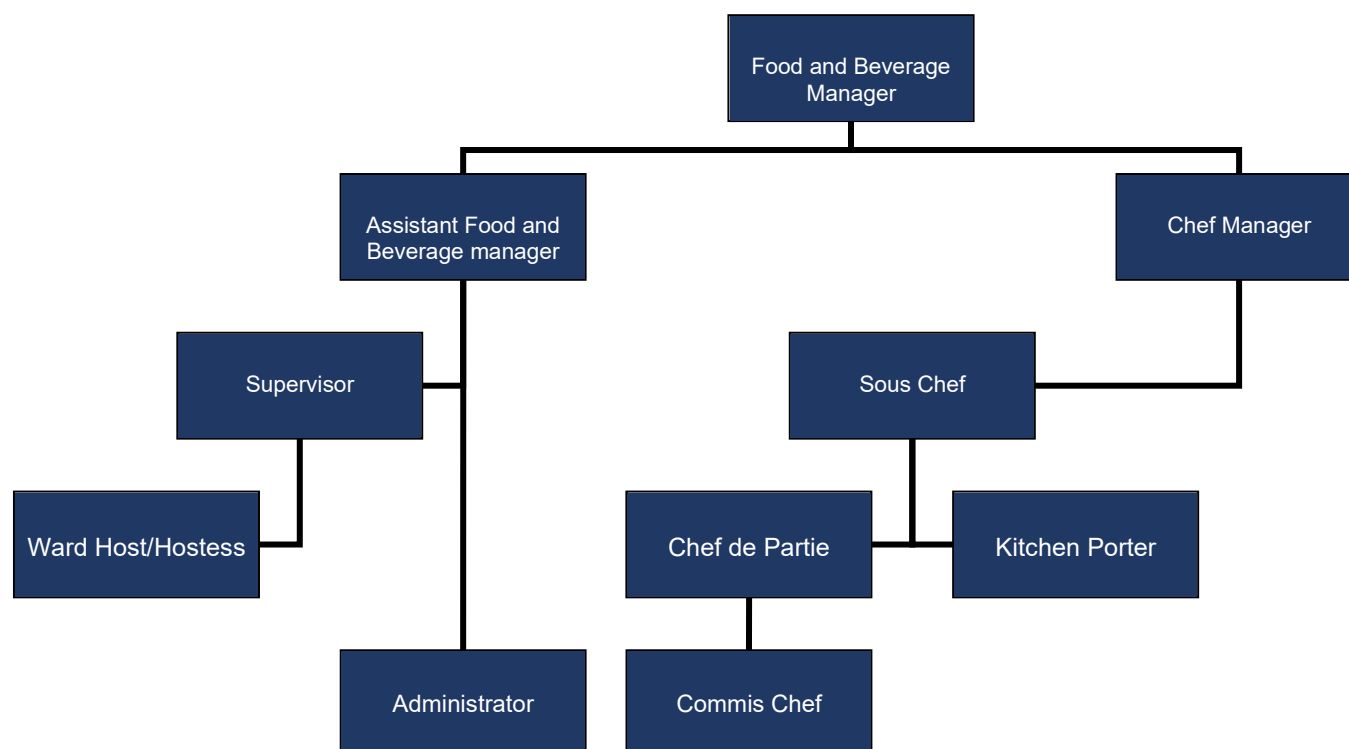 Food and Beverage
Manager
Assistant Food and
Beverage manager
Chef Manager
Supervisor
Sous Chef
Ward Host/Hostess
Chef de Partie
Kitchen Porter
Administrator
Commis Chef